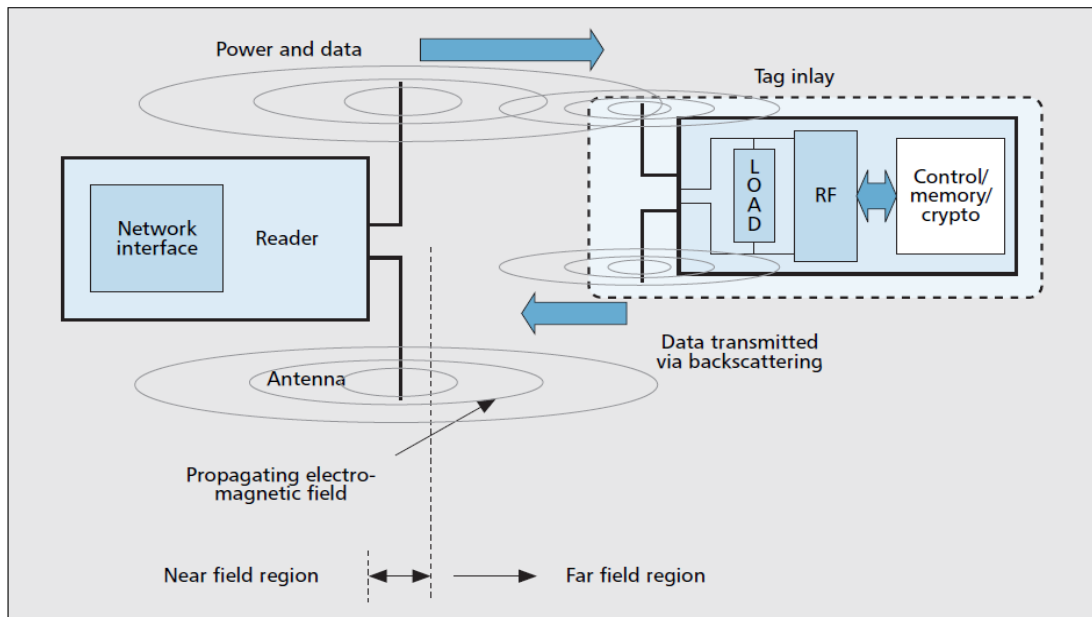 Power and data
Tag inlay
Network
interface
Reader
L
O
A
D
RF
Control/
memory/
crypto
Data transmitted
via backscattering
Antenna
Propagating electro-
magnetic field
Near field region
Far field region